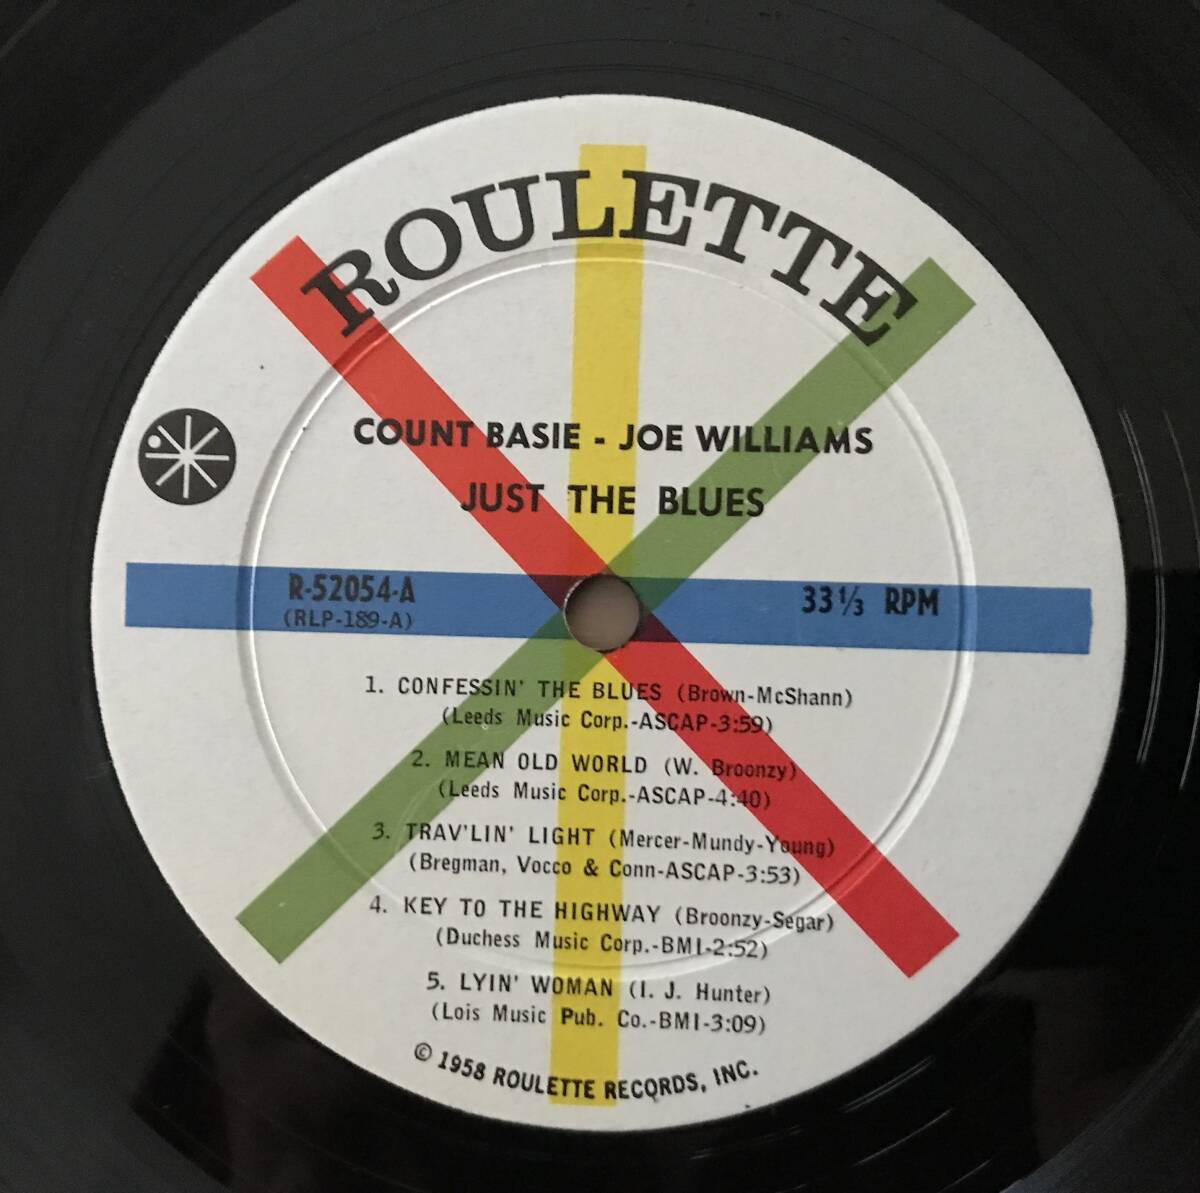 ROULETTE
COUNT BASIE - JOE WILLIAMS
JUST THE BLUES
R-52054-A
(RLP-189-A)
33 1/3 RPM
1. CONFESSIN' THE BLUES (Brown-McShann)
(Leeds Music Corp.-ASCAP-3:59)
2. MEAN OLD WORLD (W. Broonzy)
(Leeds Music Corp.-ASCAP-4:40)
3. TRAV'LIN' LIGHT (Mercer-Mundy-Young)
(Bregman, Vocco & Conn-ASCAP-3:53)
4. KEY TO THE HIGHWAY (Broonzy-Segar)
(Duchess Music Corp.-BMI-2:52)
5. LYIN' WOMAN (I. J. Hunter)
(Lois Music Pub. Co.-BMI-3:09)
© 1958 ROULETTE RECORDS, INC.